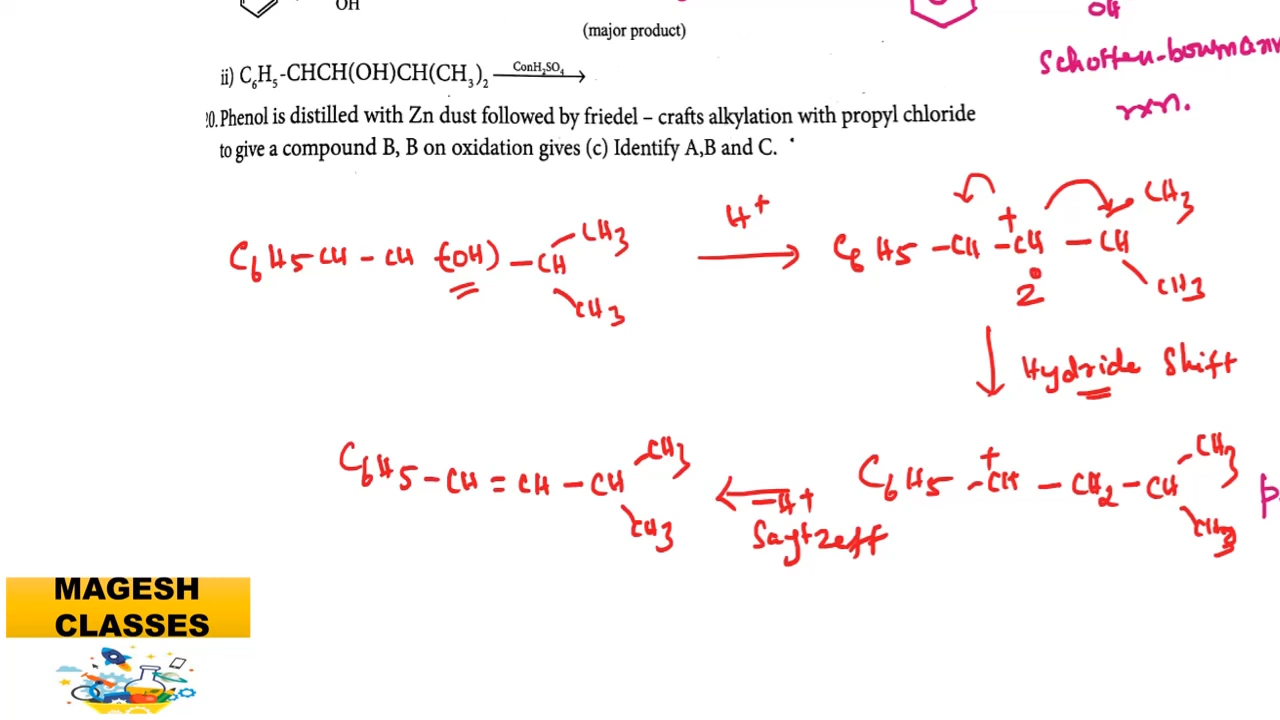 OH
OH
(major product)
Schotten-boumann
rxn.
ii) C₆H₅-CHCH(OH)CH(CH₃)₂ ConH₂SO₄ →
0. Phenol is distilled with Zn dust followed by friedel – crafts alkylation with propyl chloride
to give a compound B, B on oxidation gives (c) Identify A,B and C.
C₆H₅ CH - CH (OH) - CH CH₃ CH₃
H⁺ →
C₆H₅ - CH - CH⁺ - CH CH₃ CH₃
2°
↓ Hydride Shift
C₆H₅ - CH = CH - CH CH₃ CH₃
← -H⁺
Saytzeff
C₆H₅ - CH⁺ - CH₂ - CH CH₃ CH₃
MAGESH
CLASSES